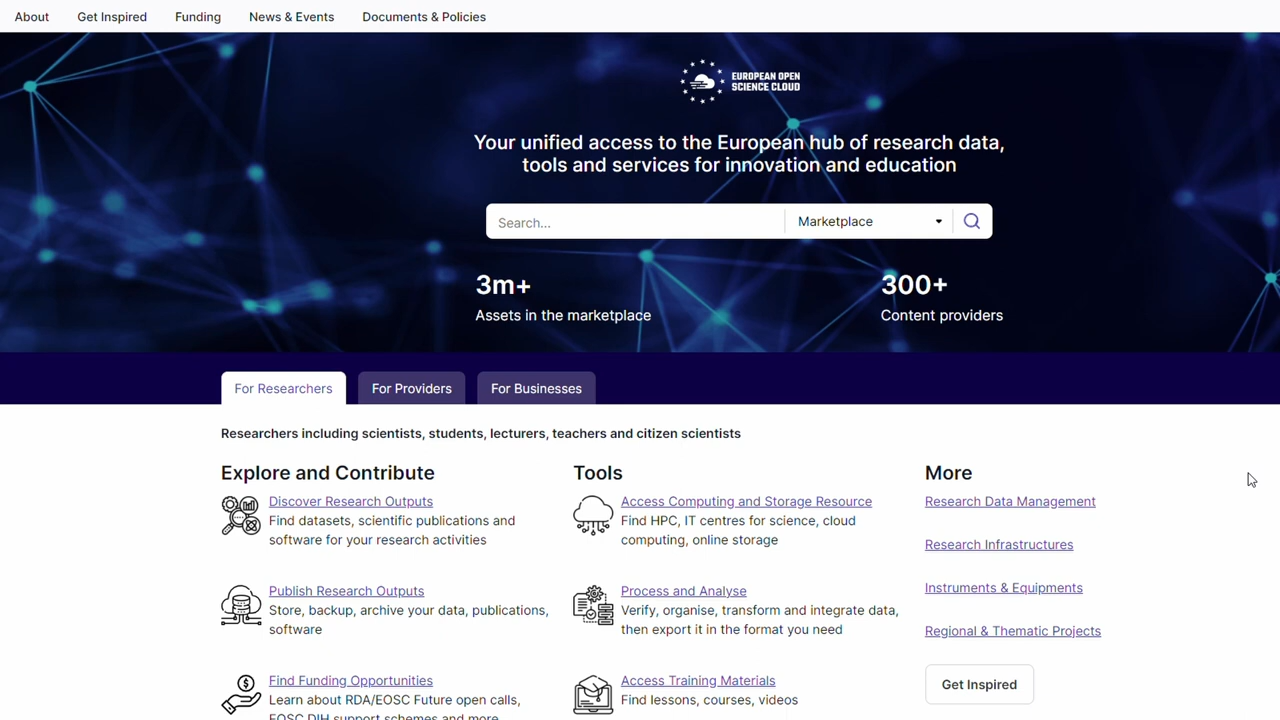 About Get Inspired Funding News & Events Documents & Policies
EUROPEAN OPEN
SCIENCE CLOUD
Your unified access to the European hub of research data,
tools and services for innovation and education
Search... Marketplace
3m+
Assets in the marketplace
300+
Content providers
For Researchers For Providers For Businesses
Researchers including scientists, students, lecturers, teachers and citizen scientists
Explore and Contribute
Discover Research Outputs
Find datasets, scientific publications and
software for your research activities
Publish Research Outputs
Store, backup, archive your data, publications,
software
Find Funding Opportunities
Learn about RDA/EOSC Future open calls,
EOSC DIH support schemes and more
Tools
Access Computing and Storage Resource
Find HPC, IT centres for science, cloud
computing, online storage
Process and Analyse
Verify, organise, transform and integrate data,
then export it in the format you need
Access Training Materials
Find lessons, courses, videos
More
Research Data Management
Research Infrastructures
Instruments & Equipments
Regional & Thematic Projects
Get Inspired